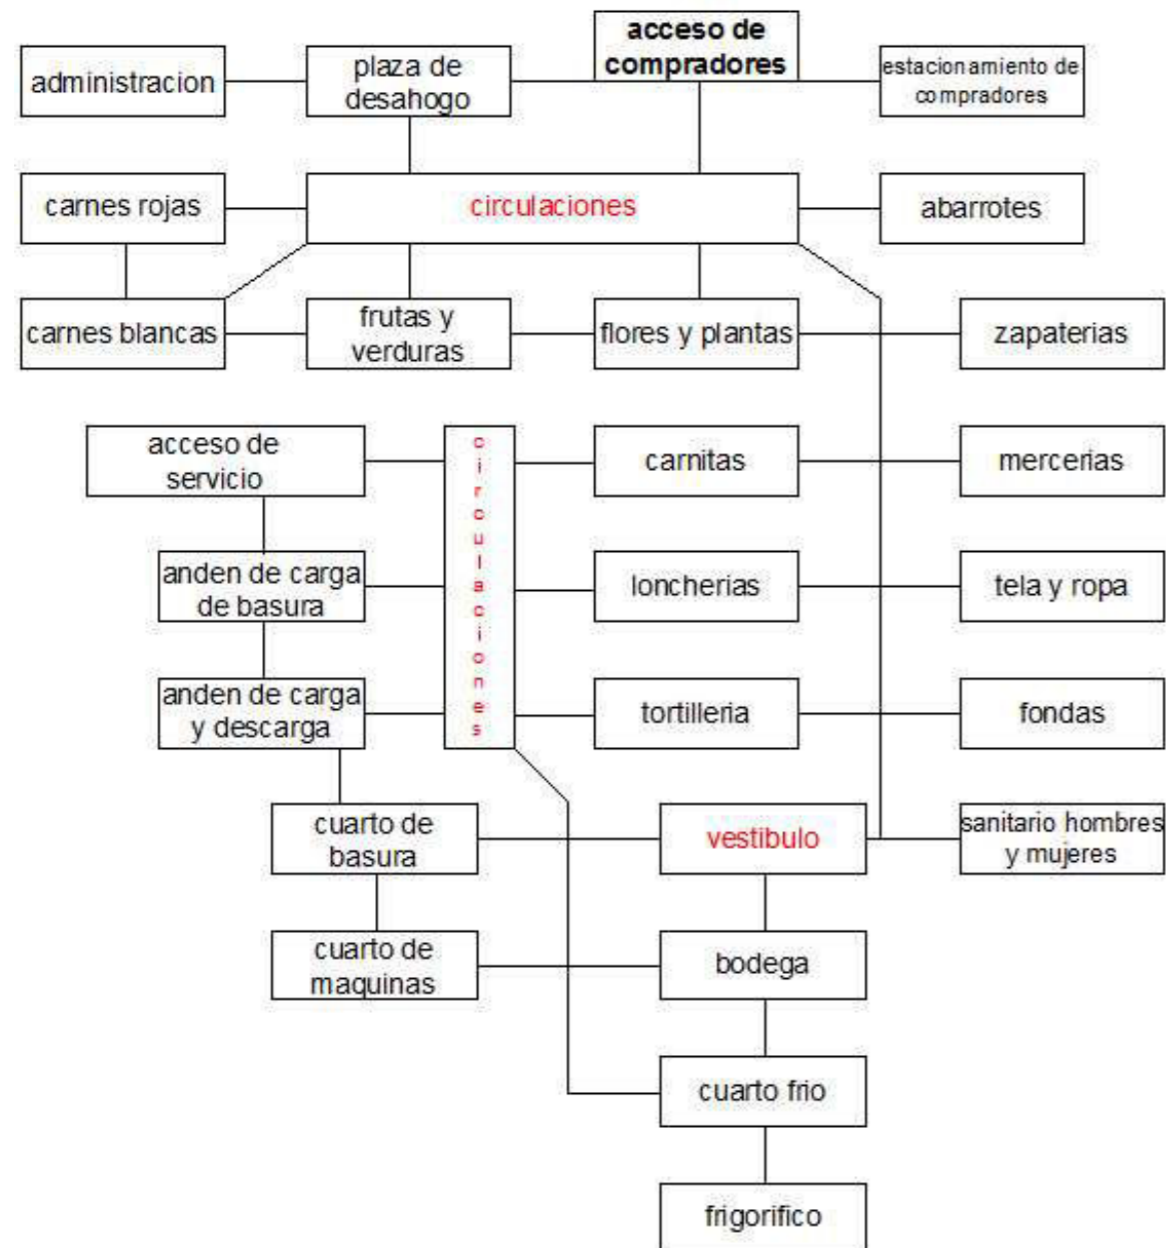 acceso de
compradores
administracion
plaza de
desahogo
estacionamiento de
compradores
carnes rojas
circulaciones
abarrotes
carnes blancas
frutas y
verduras
flores y plantas
zapaterias
acceso de
servicio
circulaciones
carnitas
mercerias
anden de carga
de basura
loncherias
tela y ropa
anden de carga
y descarga
tortilleria
fondas
cuarto de
basura
vestibulo
sanitario hombres
y mujeres
cuarto de
maquinas
bodega
cuarto frio
frigorifico